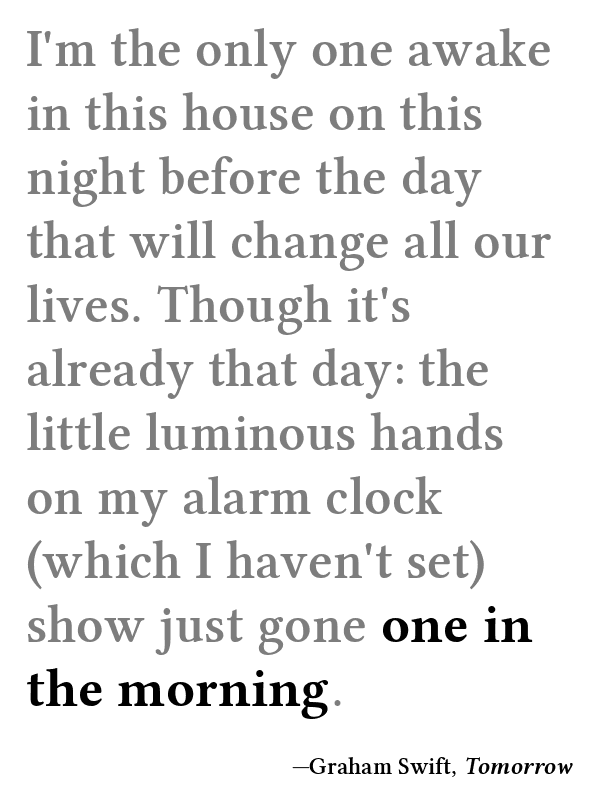 I'm the only one awake
in this house on this
night before the day
that will change all our
lives. Though it's
already that day: the
little luminous hands
on my alarm clock
(which I haven't set)
show just gone one in
the morning.
—Graham Swift, Tomorrow